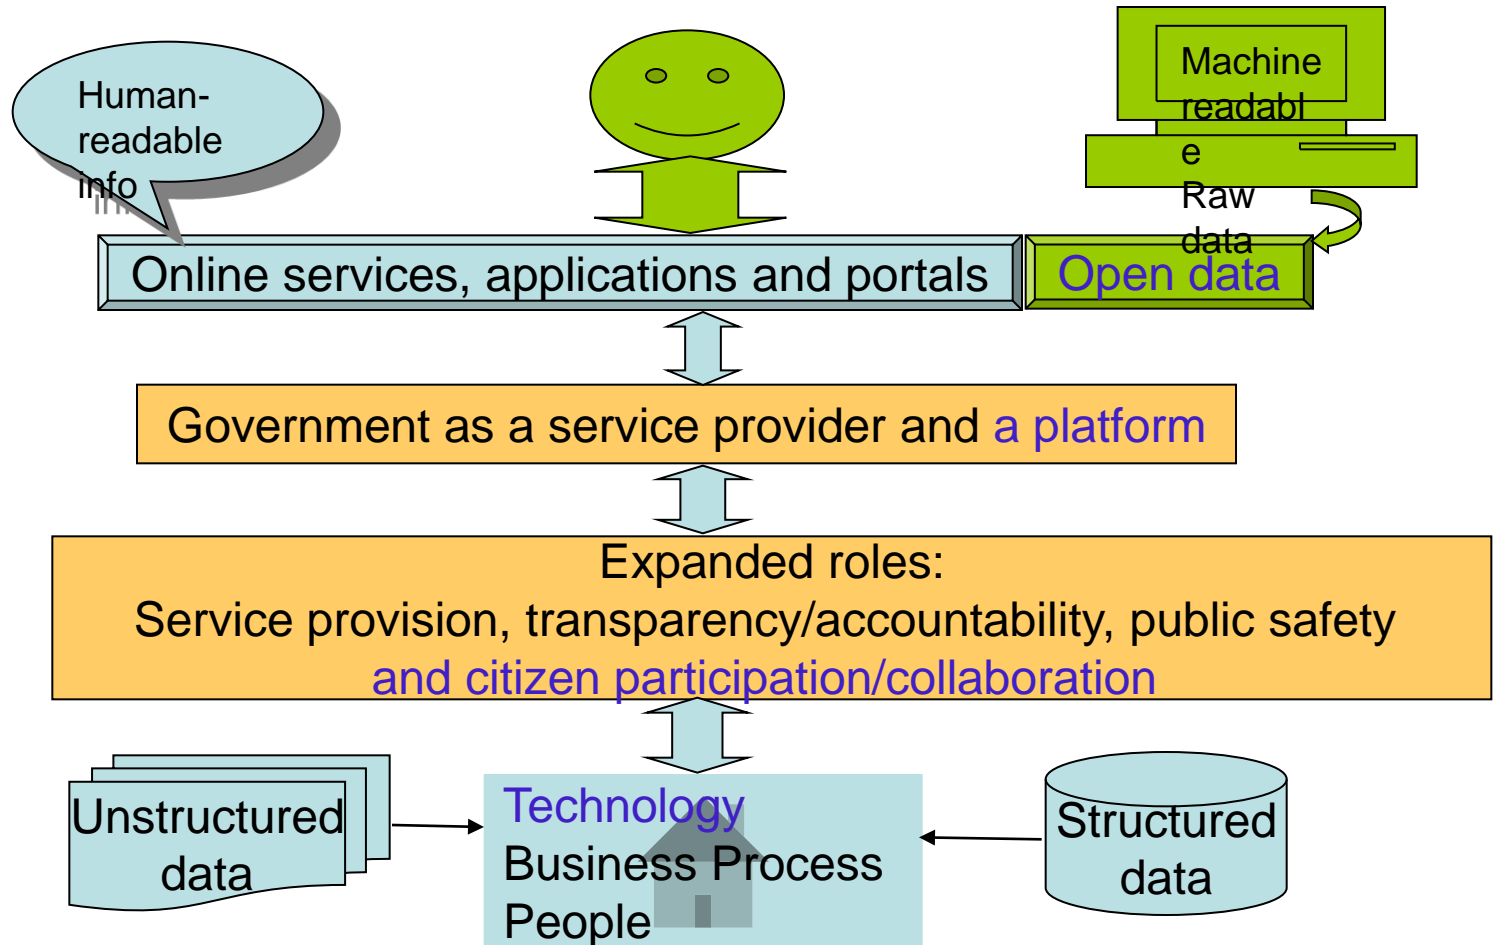 Human-
readable
info
Machine
readabl
e
Raw
data
Online services, applications and portals
Open data
Government as a service provider and a platform
Expanded roles:
Service provision, transparency/accountability, public safety
and citizen participation/collaboration
Unstructured
data
Technology
Business Process
People
Structured
data